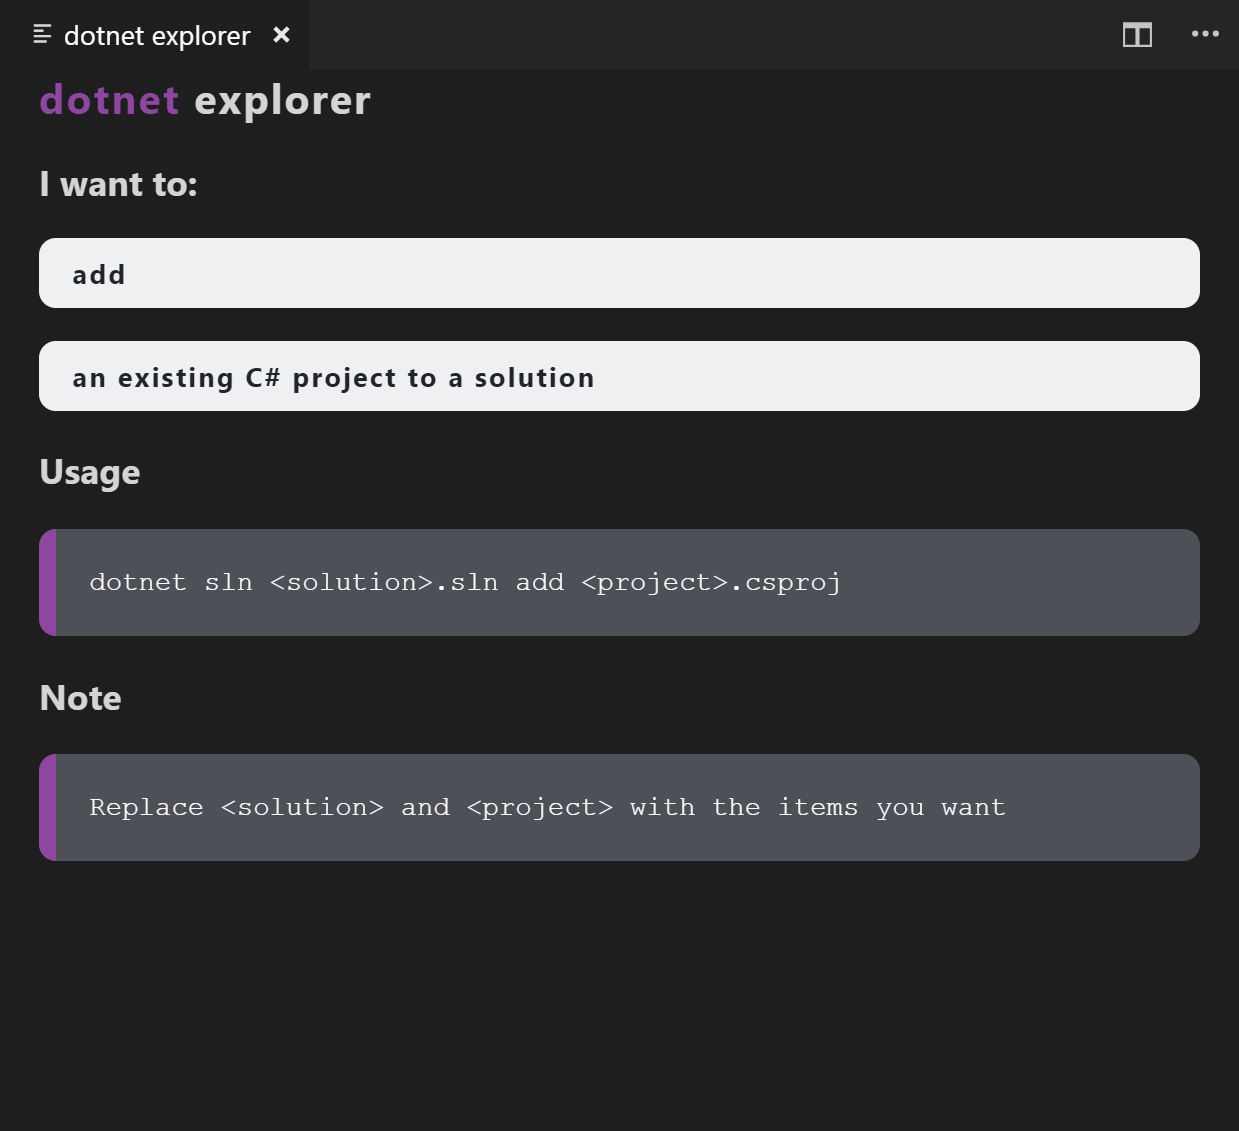 dotnet explorer
dotnet explorer
I want to:
add
an existing C# project to a solution
Usage
dotnet sln <solution>.sln add <project>.csproj
Note
Replace <solution> and <project> with the items you want